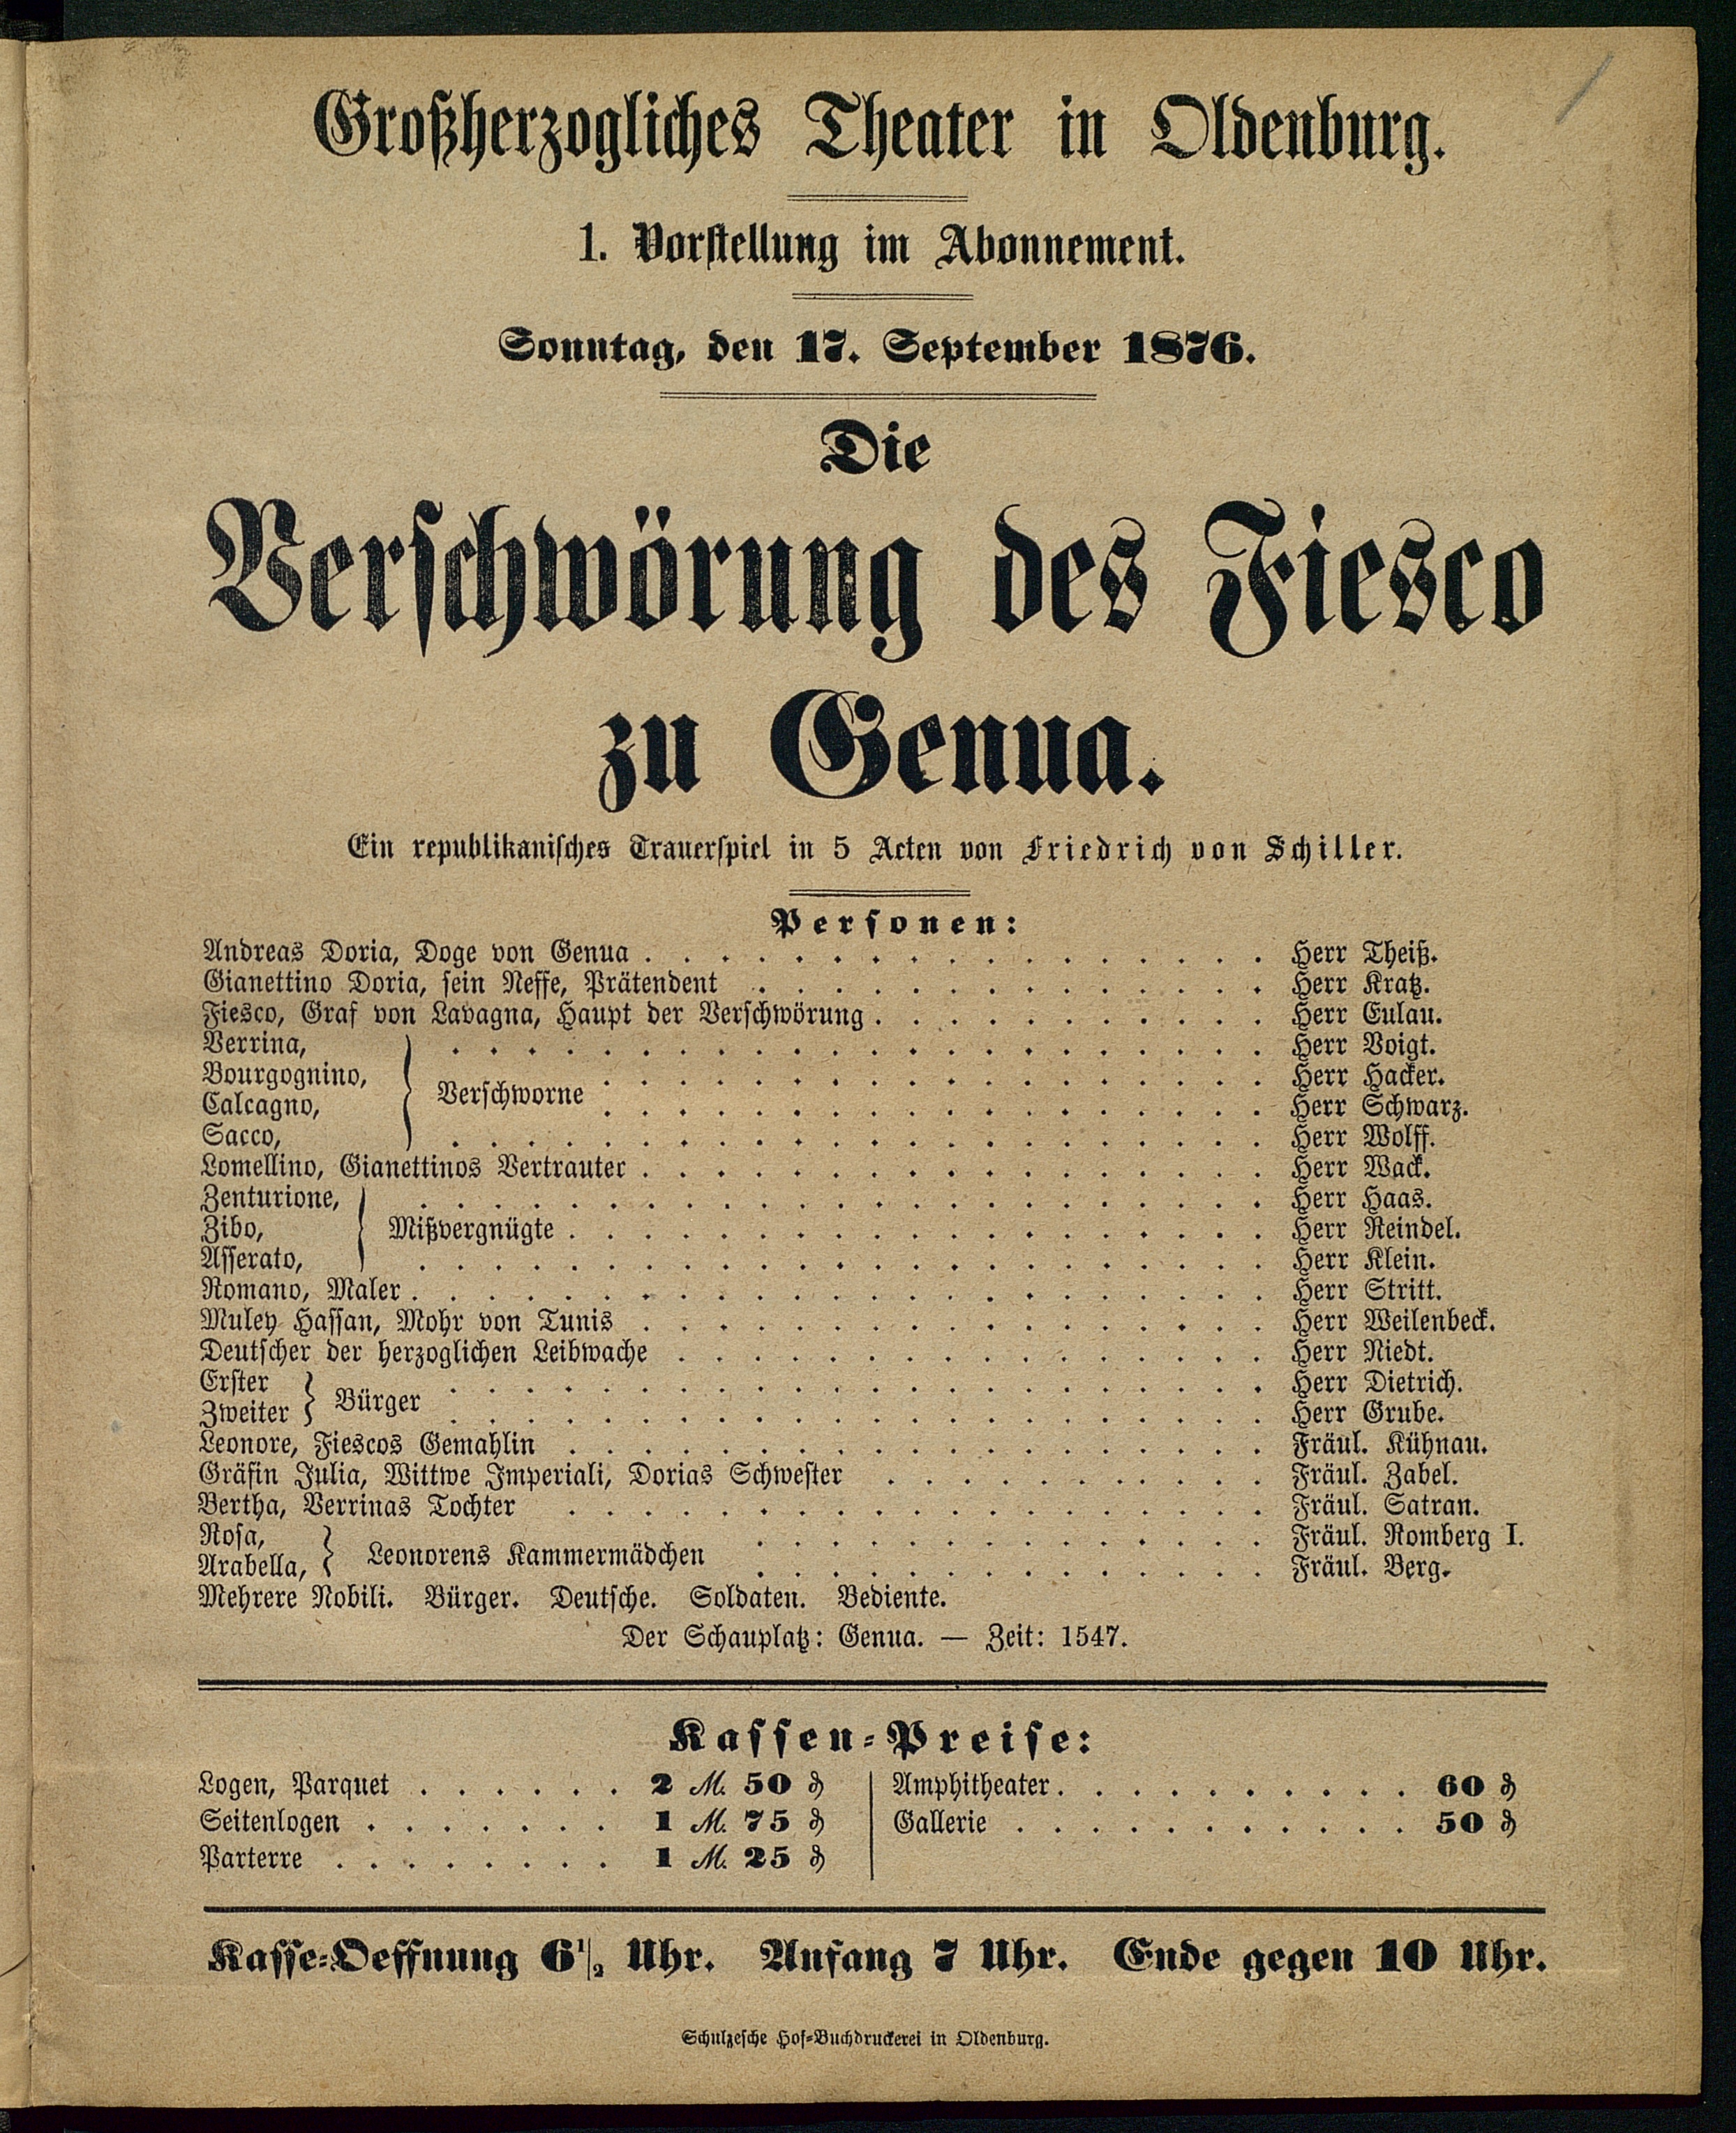 Großherzogliches Theater in Oldenburg.
1. Vorstellung im Abonnement.
Sonntag, den 17. September 1876.
Die
Verschwörung des Fiesco
zu Genua.
Ein republikanisches Trauerspiel in 5 Acten von Friedrich von Schiller.
Personen:
Andreas Doria, Doge von Genua . . . . . . . . . . . . . . . . . Herr Theiß.
Gianettino Doria, sein Neffe, Prätendent . . . . . . . . . . . . . . Herr Kratz.
Fiesco, Graf von Lavagna, Haupt der Verschwörung . . . . . . . . . . . Herr Eulau.
Verrina, . . . . . . . . . . . . . . . . . . . . . . Herr Voigt.
Bourgognino, . . . . . . . . . . . . . . . . . . Herr Hacker.
Verschworne
Calcagno, . . . . . . . . . . . . . . . . . . Herr Schwarz.
Sacco, . . . . . . . . . . . . . . . . . . . . . . Herr Wolff.
Lomellino, Gianettinos Vertrauter . . . . . . . . . . . . . . . . . Herr Wack.
Zenturione, . . . . . . . . . . . . . . . . . . . . . . . Herr Haas.
Zibo, Mißvergnügte . . . . . . . . . . . . . . . . . . . Herr Reindel.
Asserato, . . . . . . . . . . . . . . . . . . . . . . . Herr Klein.
Romano, Maler . . . . . . . . . . . . . . . . . . . . . . . Herr Stritt.
Muley Hassan, Mohr von Tunis . . . . . . . . . . . . . . . . . Herr Weilenbeck.
Deutscher der herzoglichen Leibwache . . . . . . . . . . . . . . . . Herr Niedt.
Erster . . . . . . . . . . . . . . . . . . . . . . Herr Dietrich.
Bürger
Zweiter . . . . . . . . . . . . . . . . . . . . . . Herr Grube.
Leonore, Fiescos Gemahlin . . . . . . . . . . . . . . . . . . . Fräul. Kühnau.
Gräfin Julia, Wittwe Imperiali, Dorias Schwester . . . . . . . . . . . Fräul. Zabel.
Bertha, Verrinas Tochter . . . . . . . . . . . . . . . . . . . Fräul. Satran.
Rosa, . . . . . . . . . . . . . . Fräul. Romberg I.
Leonorens Kammermädchen
Arabella, . . . . . . . . . . . . . . Fräul. Berg.
Mehrere Nobili. Bürger. Deutsche. Soldaten. Bediente.
Der Schauplatz: Genua. — Zeit: 1547.
Kassen-Preise:
Logen, Parquet . . . . . . 2 M. 50 ₰
Seitenlogen . . . . . . . 1 M. 75 ₰
Parterre . . . . . . . . 1 M. 25 ₰
Amphitheater . . . . . . . . . . 60 ₰
Gallerie . . . . . . . . . . . 50 ₰
Kasse-Oeffnung 6 1/2 Uhr. Anfang 7 Uhr. Ende gegen 10 Uhr.
Schulzesche Hof-Buchdruckerei in Oldenburg.